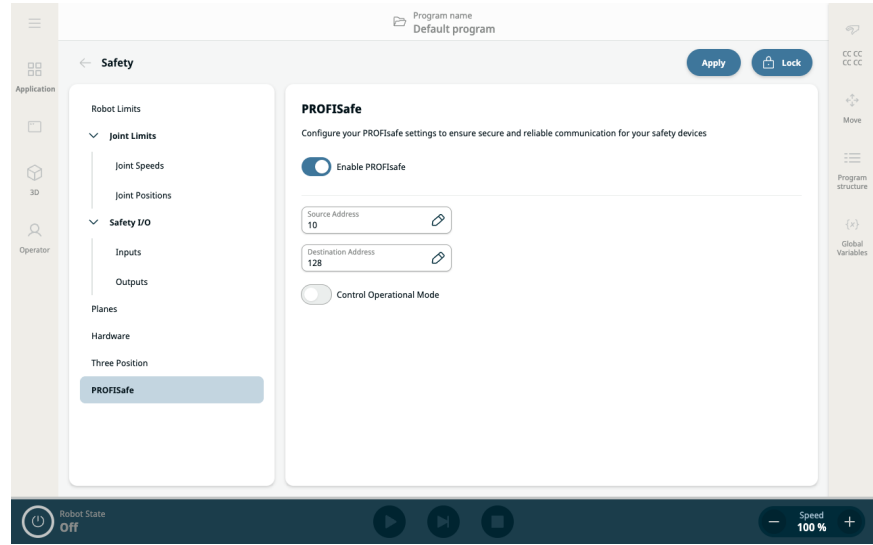 Program name
Default program
Safety
Apply
Lock
Application
3D
Operator
Robot Limits
Joint Limits
Joint Speeds
Joint Positions
Safety I/O
Inputs
Outputs
Planes
Hardware
Three Position
PROFISafe
PROFISafe
Configure your PROFIsafe settings to ensure secure and reliable communication for your safety devices
Enable PROFIsafe
Source Address
10
Destination Address
128
Control Operational Mode
CC CC
CC CC
Move
Program
structure
{x}
Global
Variables
Robot State
Off
Speed
100 %